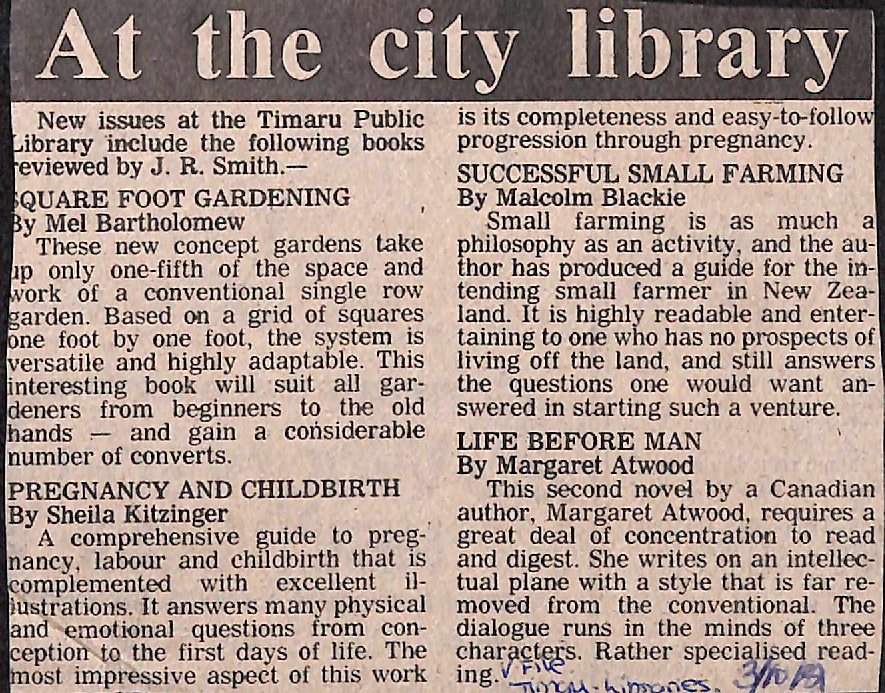 At the city library
New issues at the Timaru Public
Library include the following books
reviewed by J. R. Smith.—
SQUARE FOOT GARDENING
By Mel Bartholomew
These new concept gardens take
up only one-fifth of the space and
work of a conventional single row
garden. Based on a grid of squares
one foot by one foot, the system is
versatile and highly adaptable. This
interesting book will suit all gar-
deners from beginners to the old
hands — and gain a considerable
number of converts.
PREGNANCY AND CHILDBIRTH
By Sheila Kitzinger
A comprehensive guide to preg-
nancy, labour and childbirth that is
complemented with excellent il-
lustrations. It answers many physical
and emotional questions from con-
ception to the first days of life. The
most impressive aspect of this work
is its completeness and easy-to-follow
progression through pregnancy.
SUCCESSFUL SMALL FARMING
By Malcolm Blackie
Small farming is as much a
philosophy as an activity, and the au-
thor has produced a guide for the in-
tending small farmer in New Zea-
land. It is highly readable and enter-
taining to one who has no prospects of
living off the land, and still answers
the questions one would want an-
swered in starting such a venture.
LIFE BEFORE MAN
By Margaret Atwood
This second novel by a Canadian
author, Margaret Atwood, requires a
great deal of concentration to read
and digest. She writes on an intellec-
tual plane with a style that is far re-
moved from the conventional. The
dialogue runs in the minds of three
characters. Rather specialised read-
ing.
File